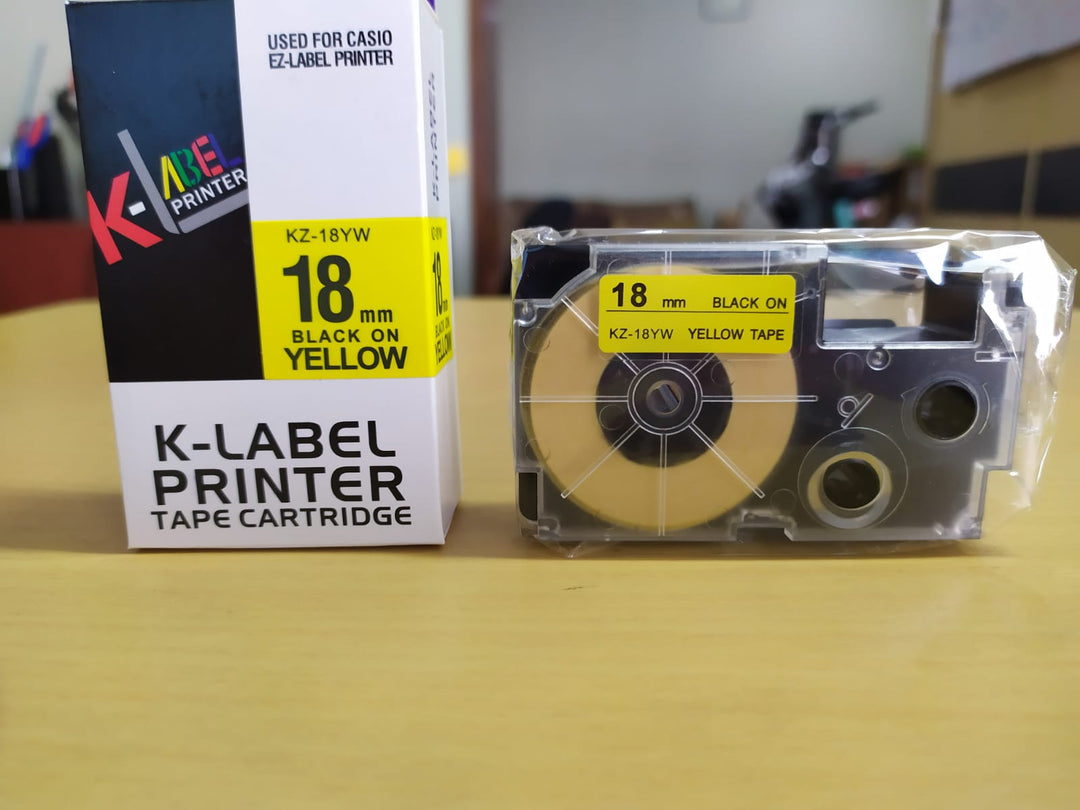 USED FOR CASIO
EZ-LABEL PRINTER
K-LABEL
PRINTER
KZ-18YW
18 mm
BLACK ON
YELLOW
K-LABEL
PRINTER
TAPE CARTRIDGE
18
18 mm BLACK ON
KZ-18YW YELLOW TAPE